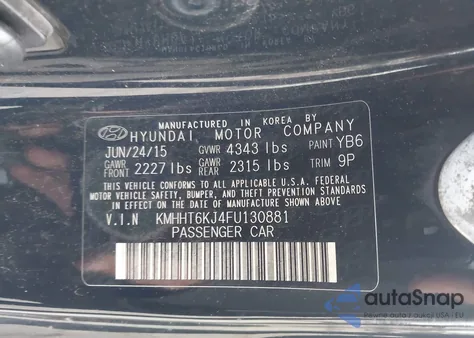 MANUFACTURED IN KOREA BY
HYUNDAI MOTOR COMPANY
JUN/24/15 GVWR 4343 lbs PAINT YB6
GAWR FRONT 2227 lbs GAWR REAR 2315 lbs TRIM 9P
THIS VEHICLE CONFORMS TO ALL APPLICABLE U.S.A. FEDERAL
MOTOR VEHICLE SAFETY, BUMPER, AND THEFT PREVENTION
STANDARDS IN EFFECT ON THE DATE OF MANUFACTURE SHOWN ABOVE.
V.I.N KMHHT6KJ4FU130881
PASSENGER CAR
autoSnap